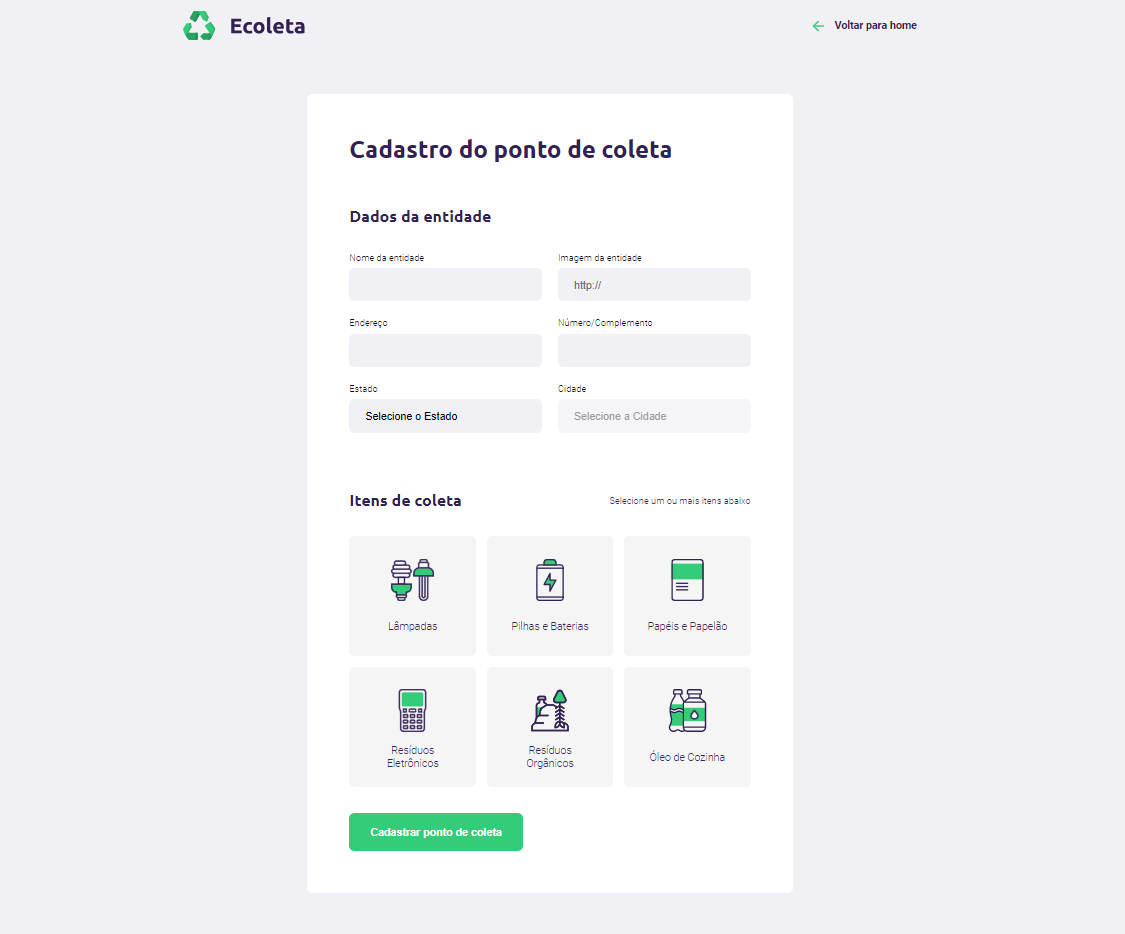 Ecoleta
Voltar para home
Cadastro do ponto de coleta
Dados da entidade
Nome da entidade
Imagem da entidade
http://
Endereço
Número/Complemento
Estado
Cidade
Selecione o Estado
Selecione a Cidade
Itens de coleta
Selecione um ou mais itens abaixo
Lâmpadas
Pilhas e Baterias
Papéis e Papelão
Resíduos
Eletrônicos
Resíduos
Orgânicos
Óleo de Cozinha
Cadastrar ponto de coleta